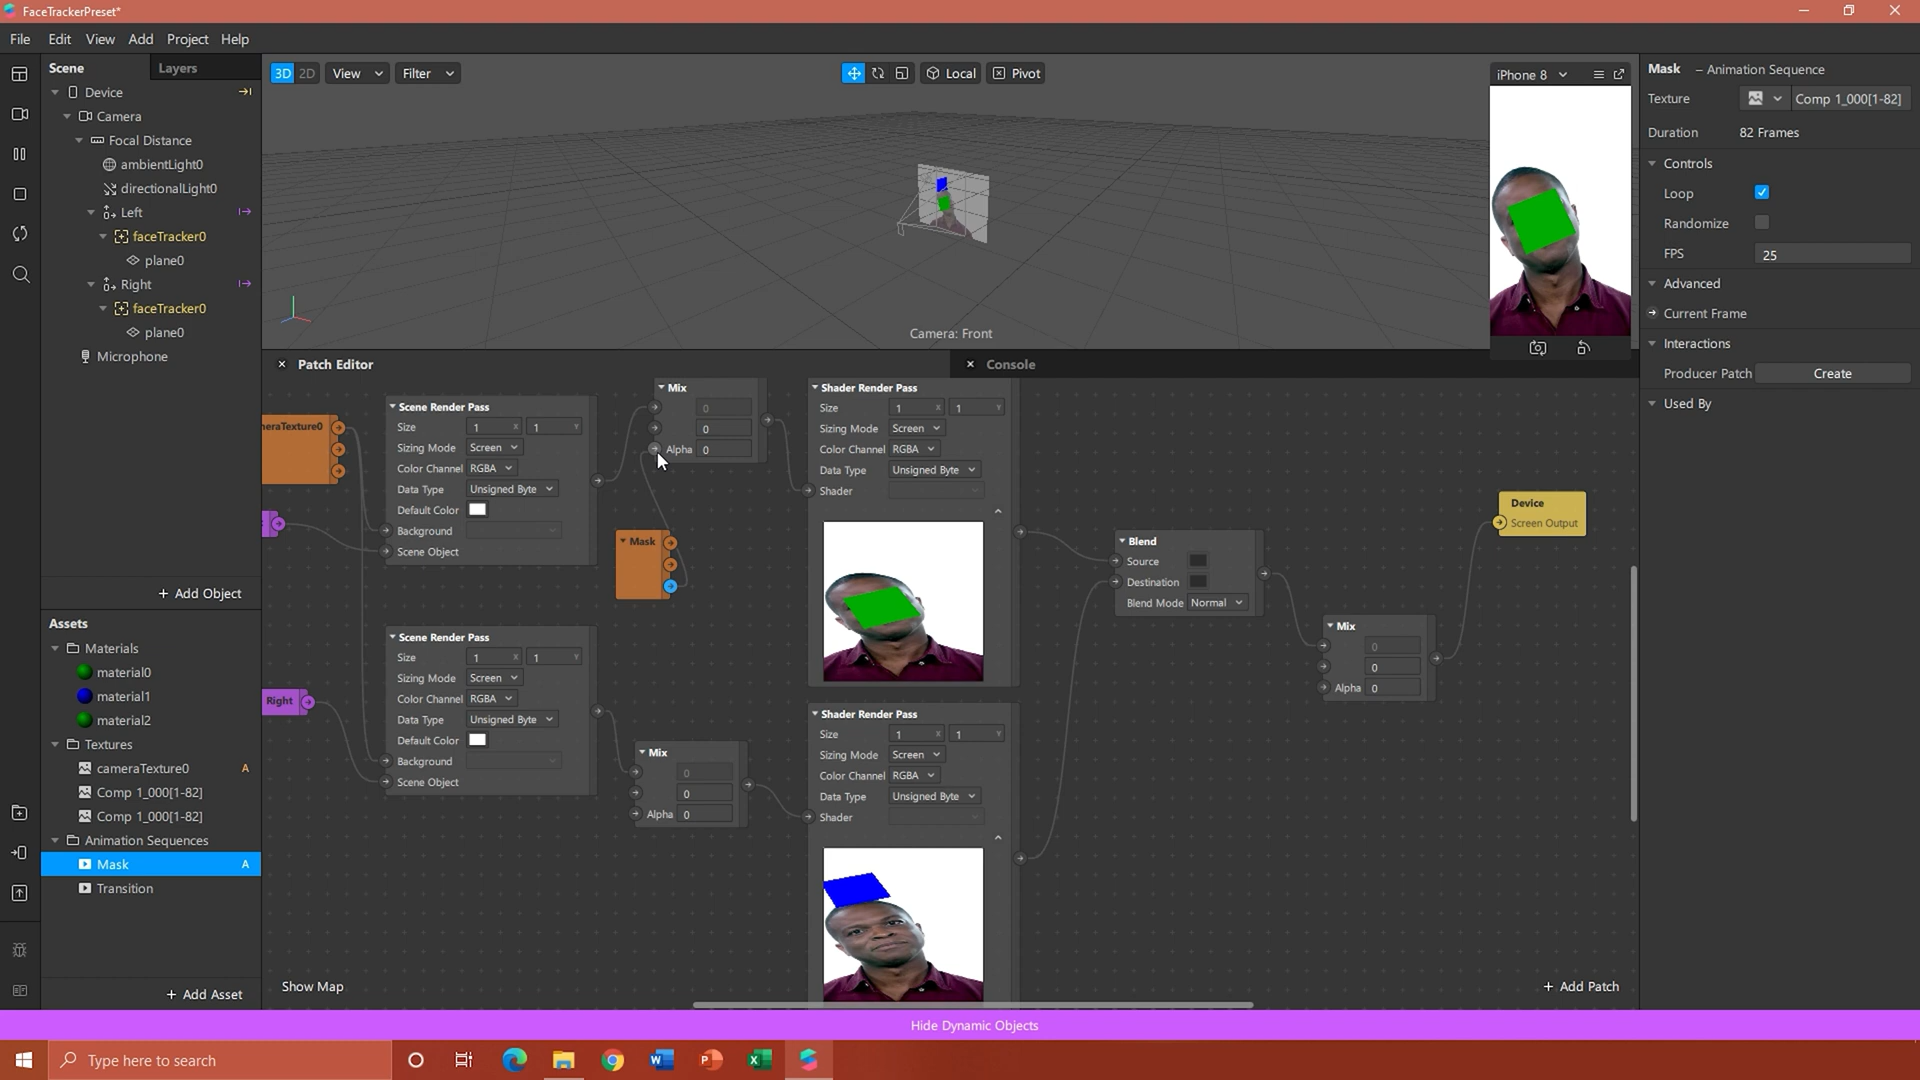 FaceTrackerPreset*
File Edit View Add Project Help
Scene Layers
Device
Camera
Focal Distance
ambientLight0
directionalLight0
Left
faceTracker0
plane0
Right
faceTracker0
plane0
Microphone
+ Add Object
Assets
Materials
material0
material1
material2
Textures
cameraTexture0 A
Comp 1_000[1-82]
Comp 1_000[1-82]
Animation Sequences
Mask A
Transition
+ Add Asset
3D 2D View Filter
Local Pivot
Camera: Front
iPhone 8
Patch Editor
Console
eraTexture0
Scene Render Pass
Size 1 X 1 Y
Sizing Mode Screen
Color Channel RGBA
Data Type Unsigned Byte
Default Color
Background
Scene Object
Mix
0
0
Alpha 0
Mask
Shader Render Pass
Size 1 X 1 Y
Sizing Mode Screen
Color Channel RGBA
Data Type Unsigned Byte
Shader
Right
Scene Render Pass
Size 1 X 1 Y
Sizing Mode Screen
Color Channel RGBA
Data Type Unsigned Byte
Default Color
Background
Scene Object
Mix
0
0
Alpha 0
Shader Render Pass
Size 1 X 1 Y
Sizing Mode Screen
Color Channel RGBA
Data Type Unsigned Byte
Shader
Blend
Source
Destination
Blend Mode Normal
Mix
0
0
Alpha 0
Device
Screen Output
Show Map
+ Add Patch
Mask – Animation Sequence
Texture Comp 1_000[1-82]
Duration 82 Frames
Controls
Loop
Randomize
FPS 25
Advanced
Current Frame
Interactions
Producer Patch Create
Used By
Hide Dynamic Objects
Type here to search